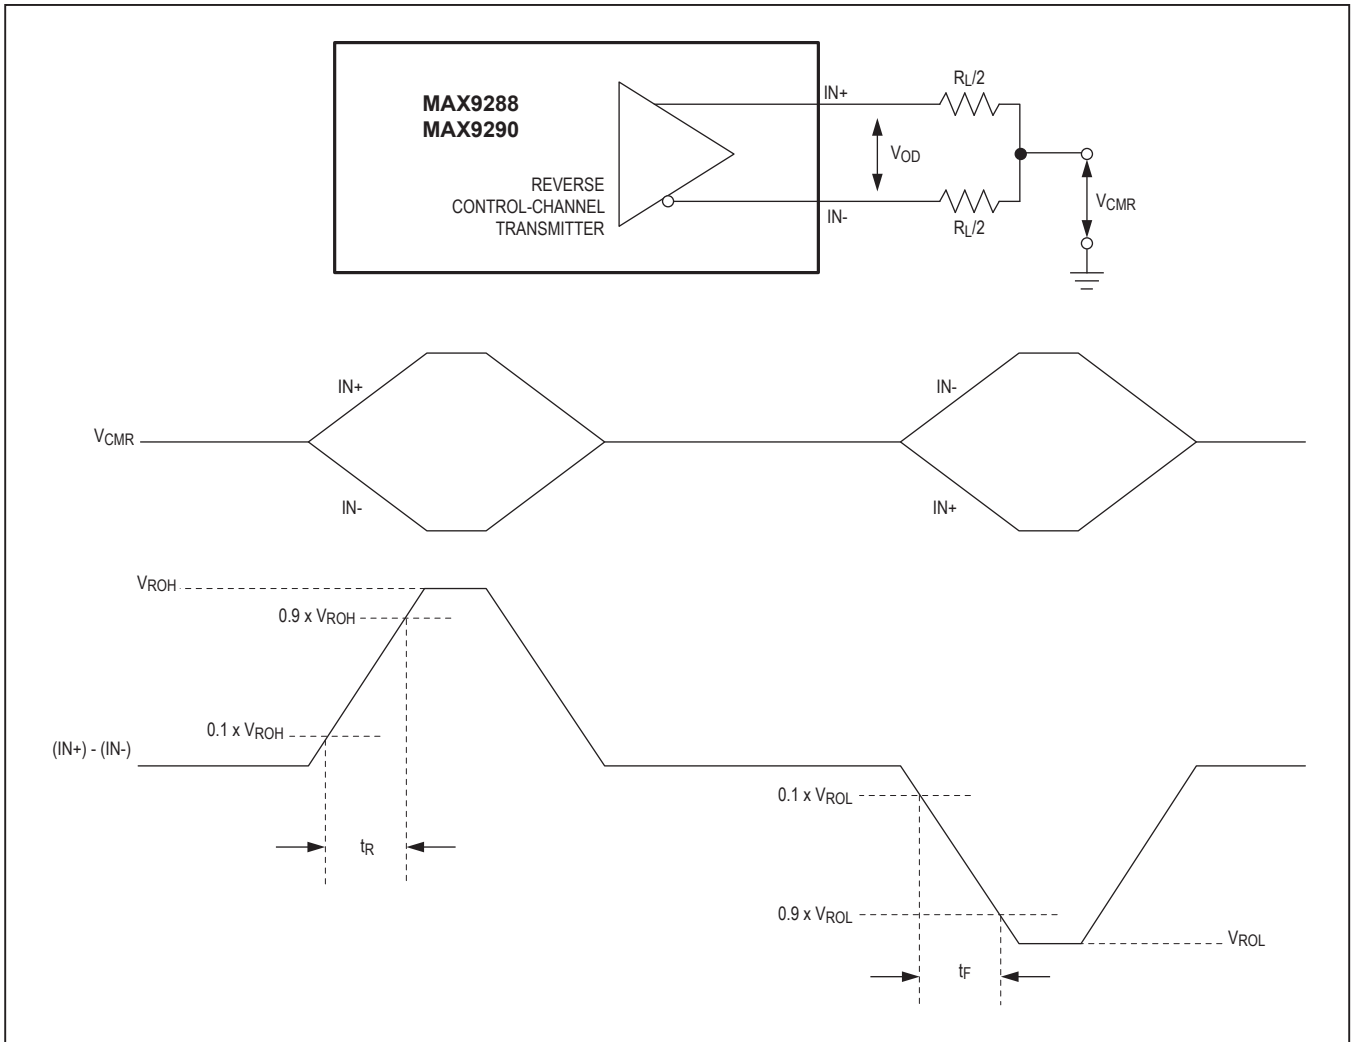 MAX9288
MAX9290
REVERSE
CONTROL-CHANNEL
TRANSMITTER
IN+
IN-
VOD
RL/2
RL/2
VCMR
VCMR
IN+
IN-
IN-
IN+
VROH
0.9 x VROH
0.1 x VROH
(IN+) - (IN-)
tR
0.1 x VROL
0.9 x VROL
VROL
tF